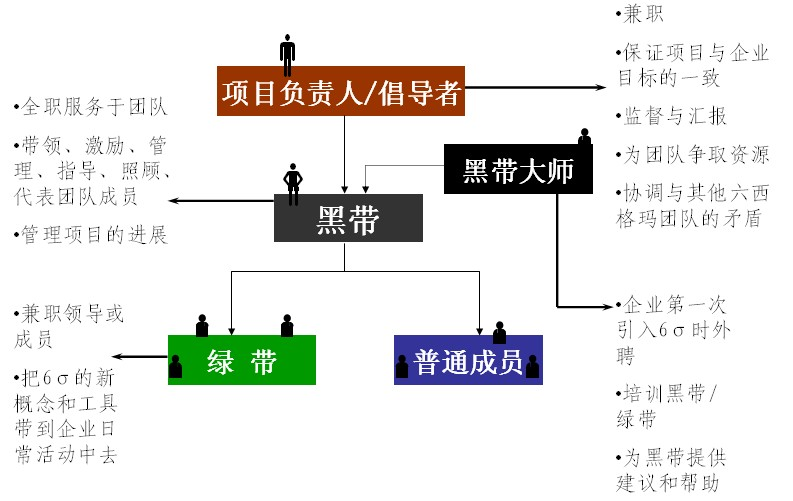 •兼职
•保证项目与企业
目标的一致
•监督与汇报
•为团队争取资源
•协调与其他六西
格玛团队的矛盾
项目负责人/倡导者
•全职服务于团队
•带领、激励、管
理、指导、照顾、
代表团队成员
•管理项目的进展
黑带大师
黑带
•企业第一次
引入6σ时外
聘
•培训黑带/
绿带
•为黑带提供
建议和帮助
•兼职领导或
成员
•把6σ的新
概念和工具
带到企业日
常活动中去
绿 带
普通成员